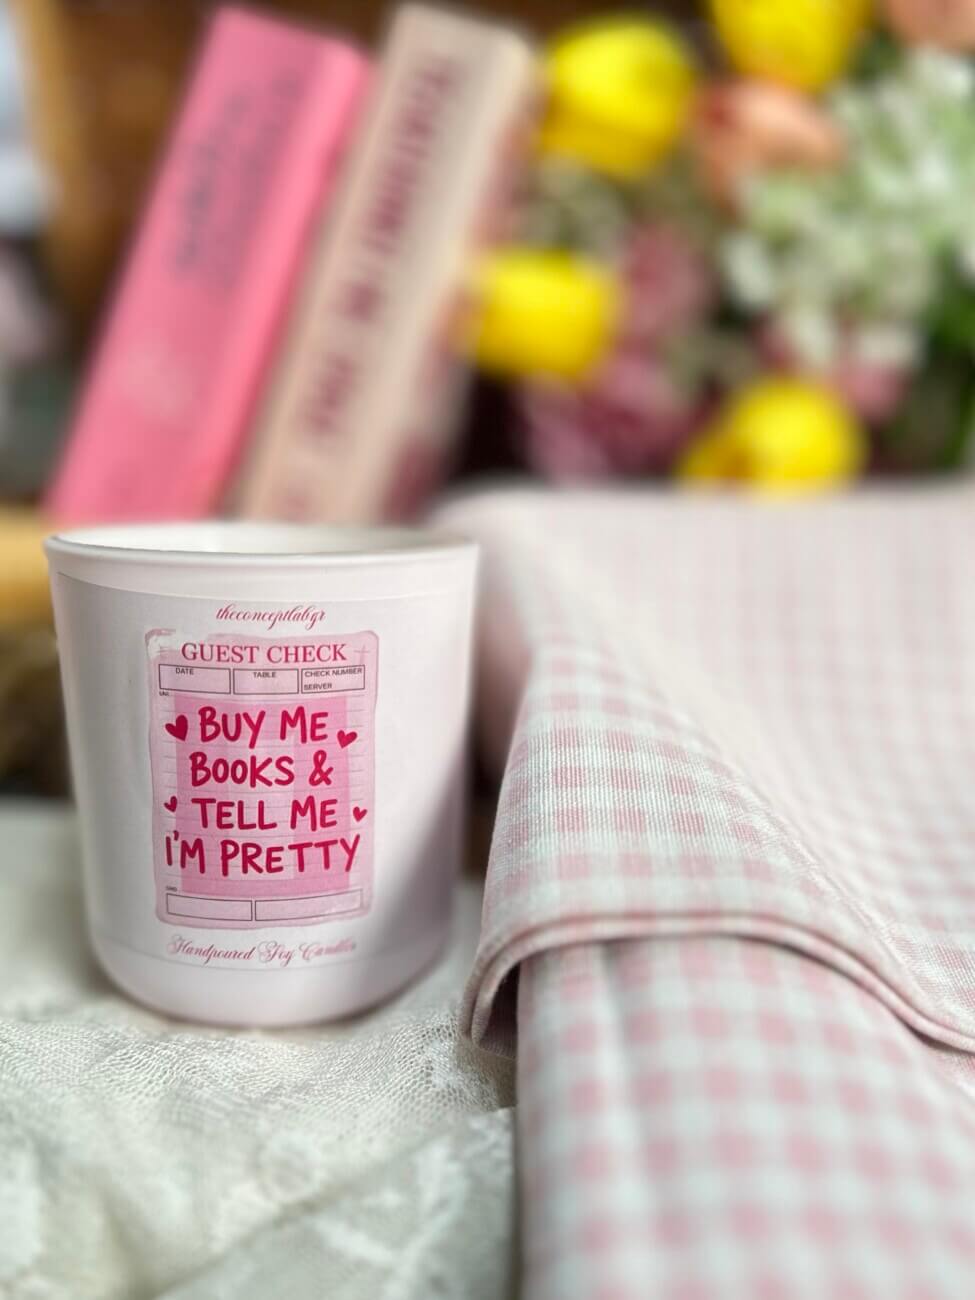 theconceptlabgr
GUEST CHECK
DATE
TABLE
CHECK NUMBER
SERVER
BUY ME
BOOKS &
TELL ME
I'M PRETTY
Handpoured Soy Candles